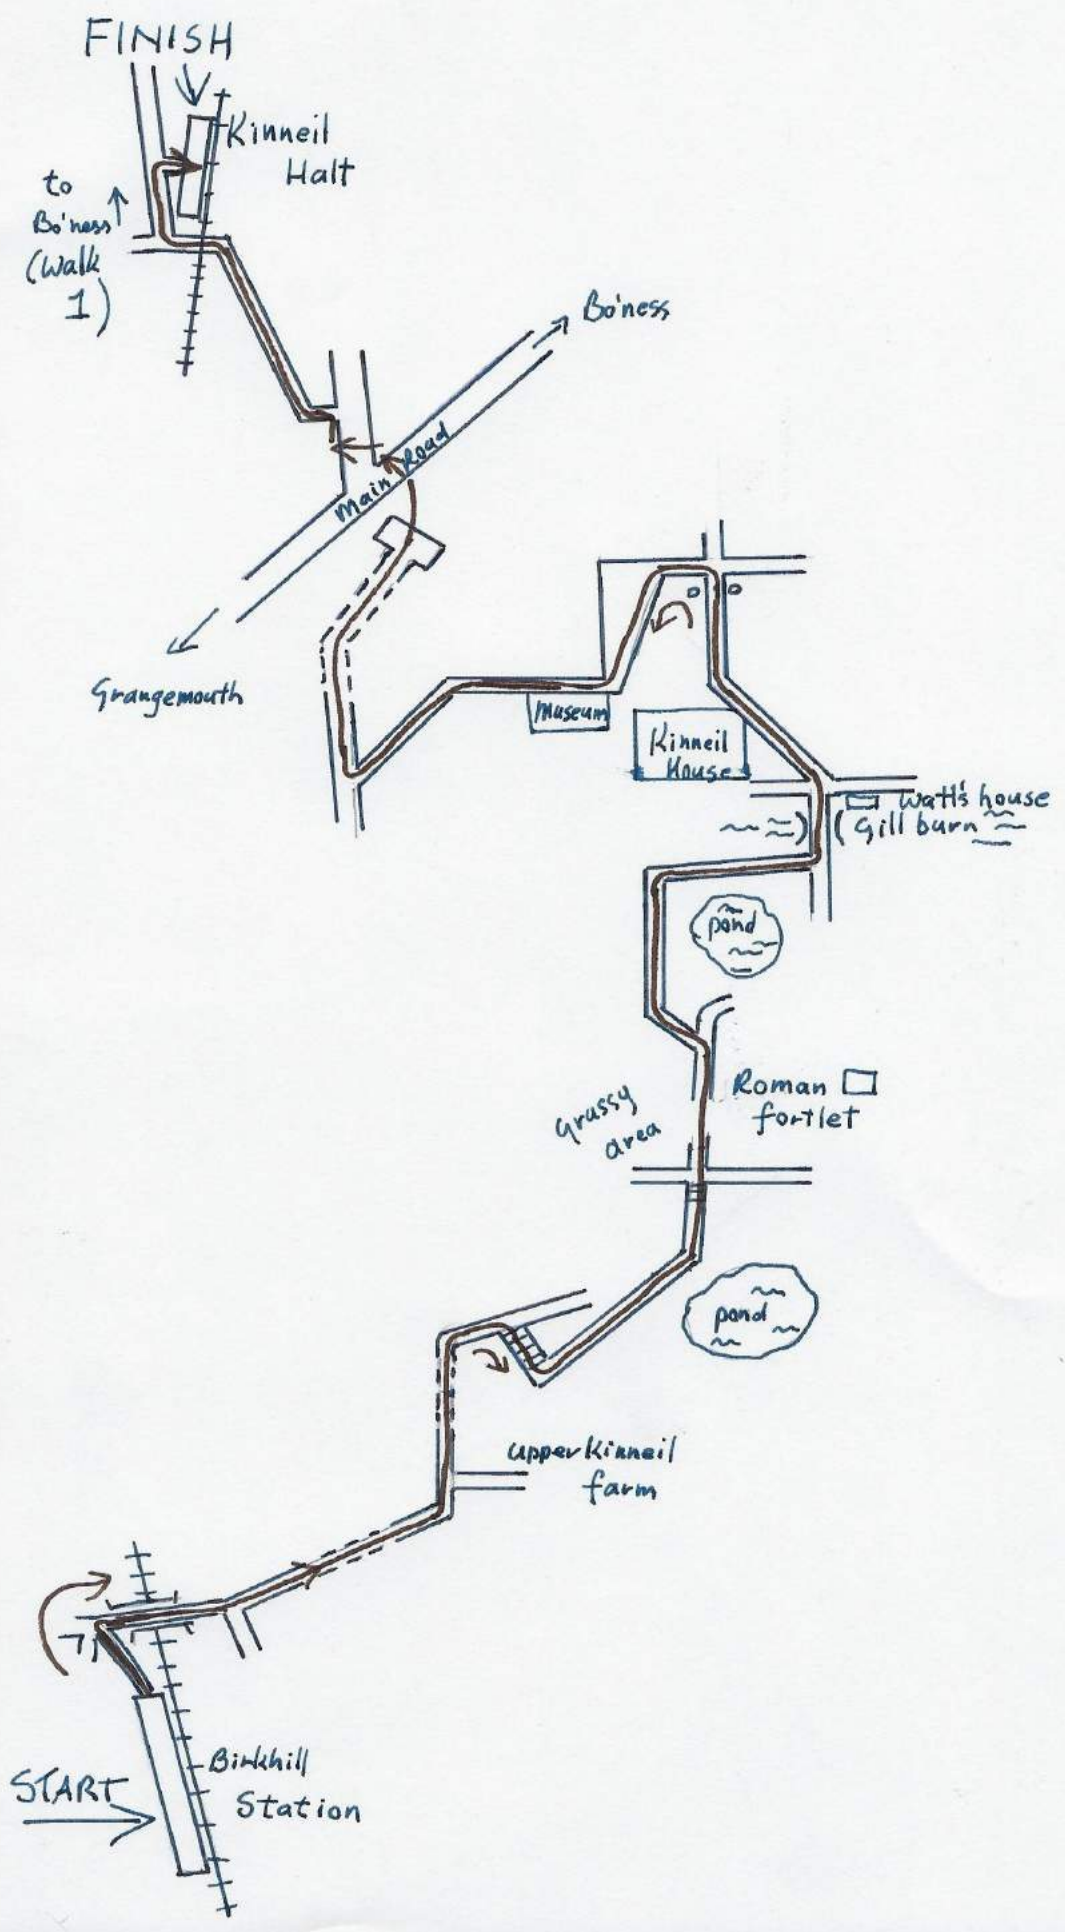 FINISH
Kinneil
Halt
to
Bo'ness
(Walk
1)
Bo'ness
Main Road
Grangemouth
Museum
Kinneil
House
Watt's house
Gill burn
pond
Roman
fortlet
Grassy
area
pond
upper Kinneil
farm
Birkhill
Station
START